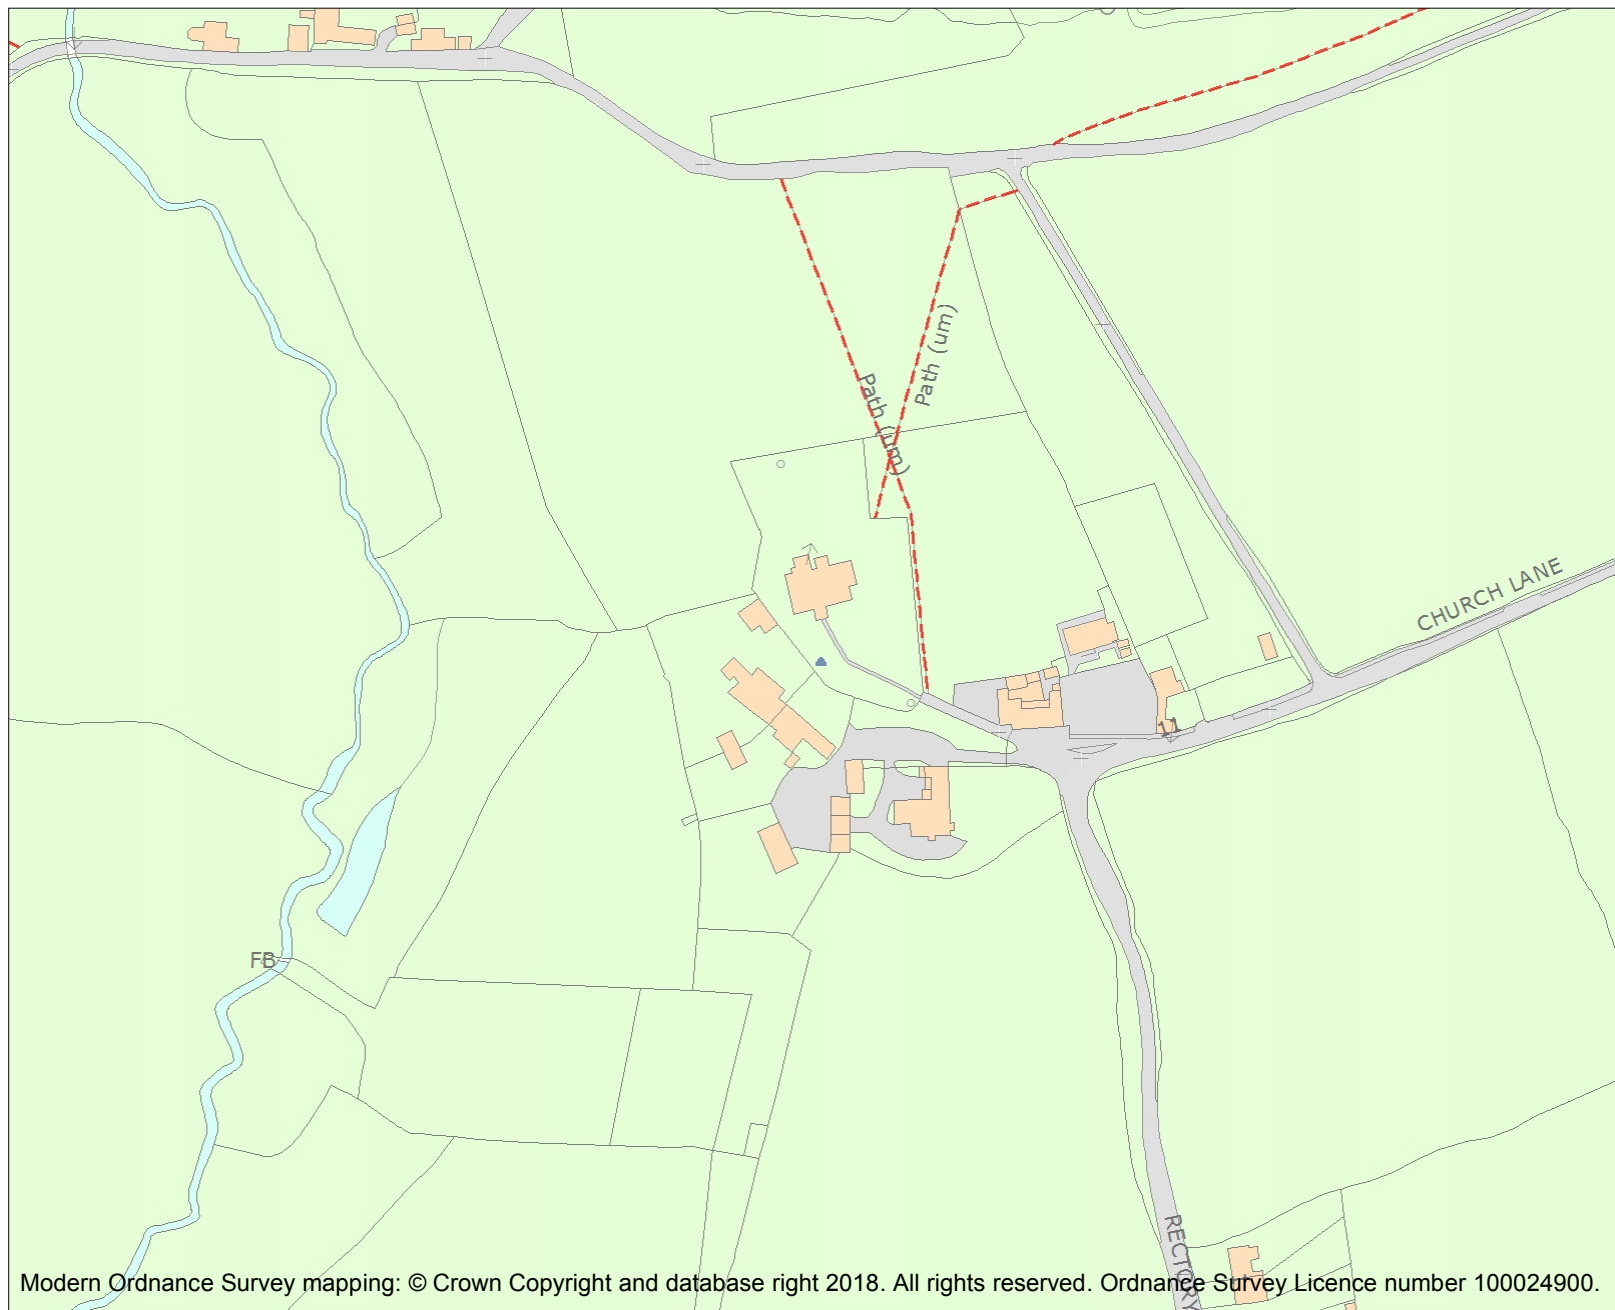 Path (um)
Path (um)
CHURCH LANE
11
FB
RECTORY
Modern Ordnance Survey mapping: © Crown Copyright and database right 2018. All rights reserved. Ordnance Survey Licence number 100024900.